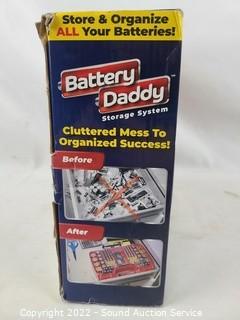 Store & Organize
ALL Your Batteries!
Battery
Daddy
Storage System
Cluttered Mess To
Organized Success!
Before
After
Copyright 2022 - Sound Auction Service